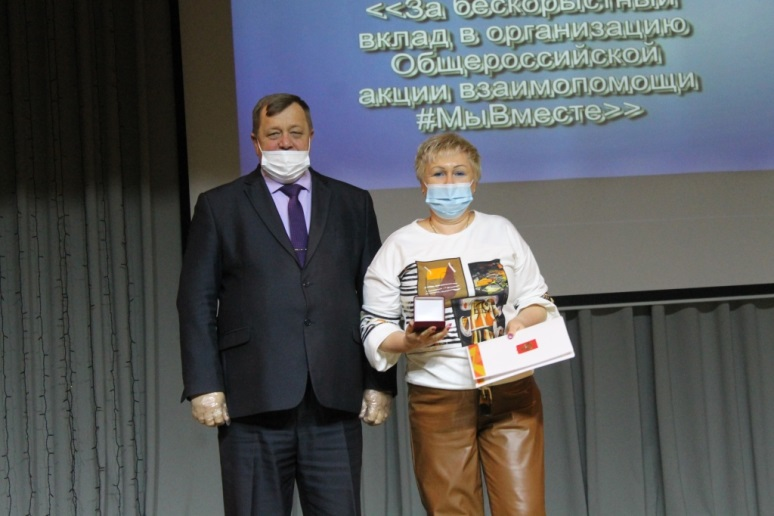 <<За бескорыстный
вклад в организацию
Общероссийской
акции взаимопомощи
#МыВместе>>